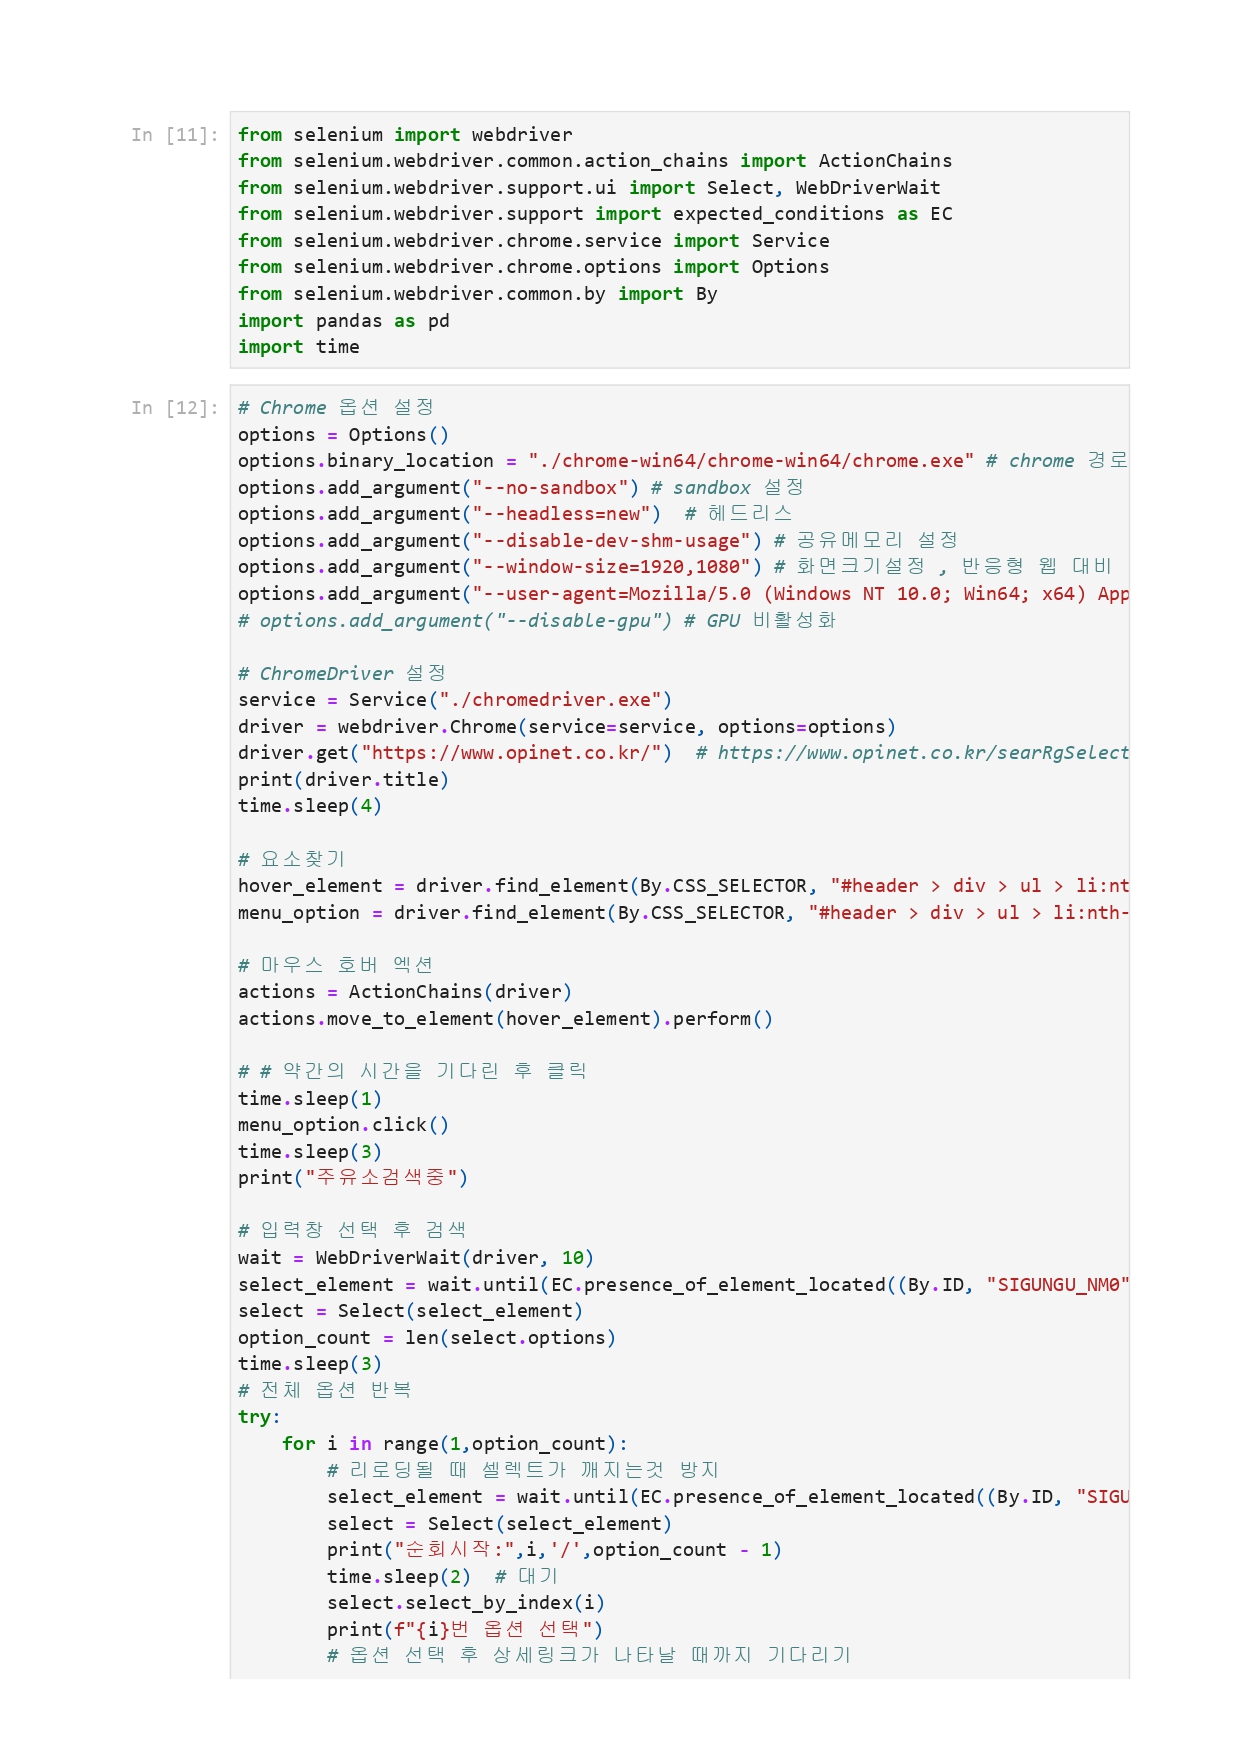 In [11]:
from selenium import webdriver
from selenium.webdriver.common.action_chains import ActionChains
from selenium.webdriver.support.ui import Select, WebDriverWait
from selenium.webdriver.support import expected_conditions as EC
from selenium.webdriver.chrome.service import Service
from selenium.webdriver.chrome.options import Options
from selenium.webdriver.common.by import By
import pandas as pd
import time
In [12]:
# Chrome 옵션 설정
options = Options()
options.binary_location = "./chrome-win64/chrome-win64/chrome.exe" # chrome 경로
options.add_argument("--no-sandbox") # sandbox 설정
options.add_argument("--headless=new")  # 헤드리스
options.add_argument("--disable-dev-shm-usage") # 공유메모리 설정
options.add_argument("--window-size=1920,1080") # 화면크기설정 , 반응형 웹 대비
options.add_argument("--user-agent=Mozilla/5.0 (Windows NT 10.0; Win64; x64) App
# options.add_argument("--disable-gpu") # GPU 비활성화
# ChromeDriver 설정
service = Service("./chromedriver.exe")
driver = webdriver.Chrome(service=service, options=options)
driver.get("https://www.opinet.co.kr/")  # https://www.opinet.co.kr/searRgSelect
print(driver.title)
time.sleep(4)
# 요소찾기
hover_element = driver.find_element(By.CSS_SELECTOR, "#header > div > ul > li:nt
menu_option = driver.find_element(By.CSS_SELECTOR, "#header > div > ul > li:nth-
# 마우스 호버 엑션
actions = ActionChains(driver)
actions.move_to_element(hover_element).perform()
# # 약간의 시간을 기다린 후 클릭
time.sleep(1)
menu_option.click()
time.sleep(3)
print("주유소검색중")
# 입력창 선택 후 검색
wait = WebDriverWait(driver, 10)
select_element = wait.until(EC.presence_of_element_located((By.ID, "SIGUNGU_NM0"
select = Select(select_element)
option_count = len(select.options)
time.sleep(3)
# 전체 옵션 반복
try:
    for i in range(1,option_count):
        # 리로딩될 때 셀렉트가 깨지는것 방지
        select_element = wait.until(EC.presence_of_element_located((By.ID, "SIGU
        select = Select(select_element)
        print("순회시작:",i,'/',option_count - 1)
        time.sleep(2)  # 대기
        select.select_by_index(i)
        print(f"{i}번 옵션 선택")
        # 옵션 선택 후 상세링크가 나타날 때까지 기다리기